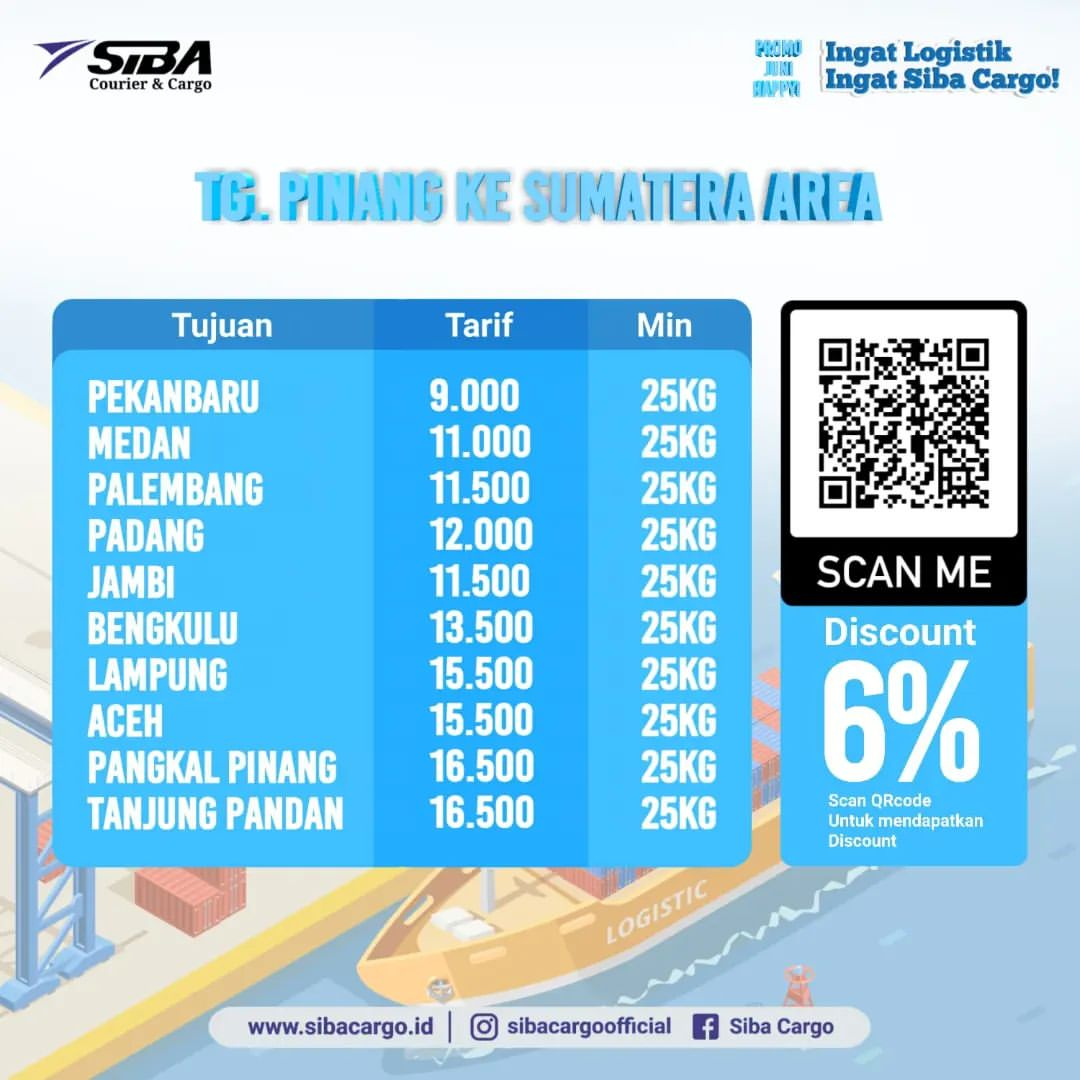 SIBA
Courier & Cargo
PROMO
JUNI
HAPPY!
Ingat Logistik
Ingat Siba Cargo!
TG. PINANG KE SUMATERA AREA
Tujuan Tarif Min
PEKANBARU 9.000 25KG
MEDAN 11.000 25KG
PALEMBANG 11.500 25KG
PADANG 12.000 25KG
JAMBI 11.500 25KG
BENGKULU 13.500 25KG
LAMPUNG 15.500 25KG
ACEH 15.500 25KG
PANGKAL PINANG 16.500 25KG
TANJUNG PANDAN 16.500 25KG
SCAN ME
Discount
6%
Scan QRcode
Untuk mendapatkan
Discount
LOGISTIC
www.sibacargo.id | sibacargoofficial Siba Cargo